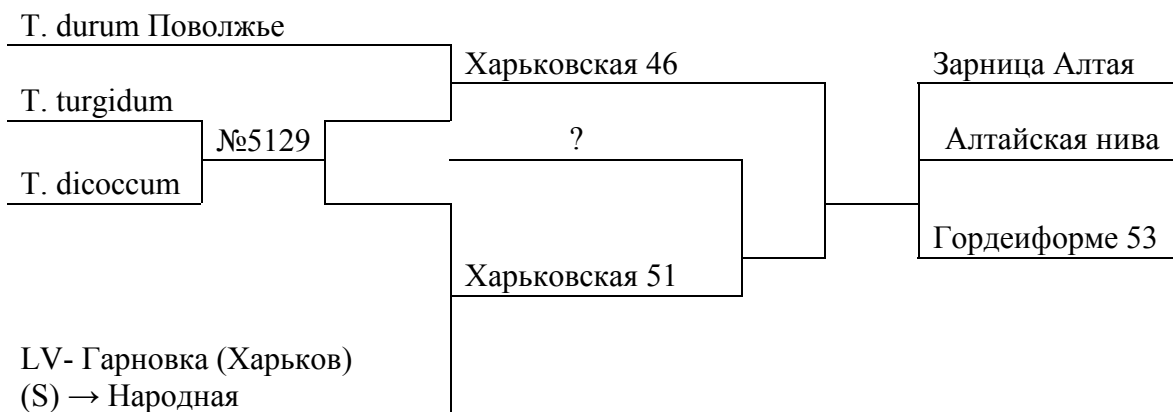 T. durum Поволжье
Харьковская 46
Зарница Алтая
T. turgidum
№5129
?
Алтайская нива
T. dicoccum
Гордеиформе 53
Харьковская 51
LV- Гарновка (Харьков)
(S) → Народная